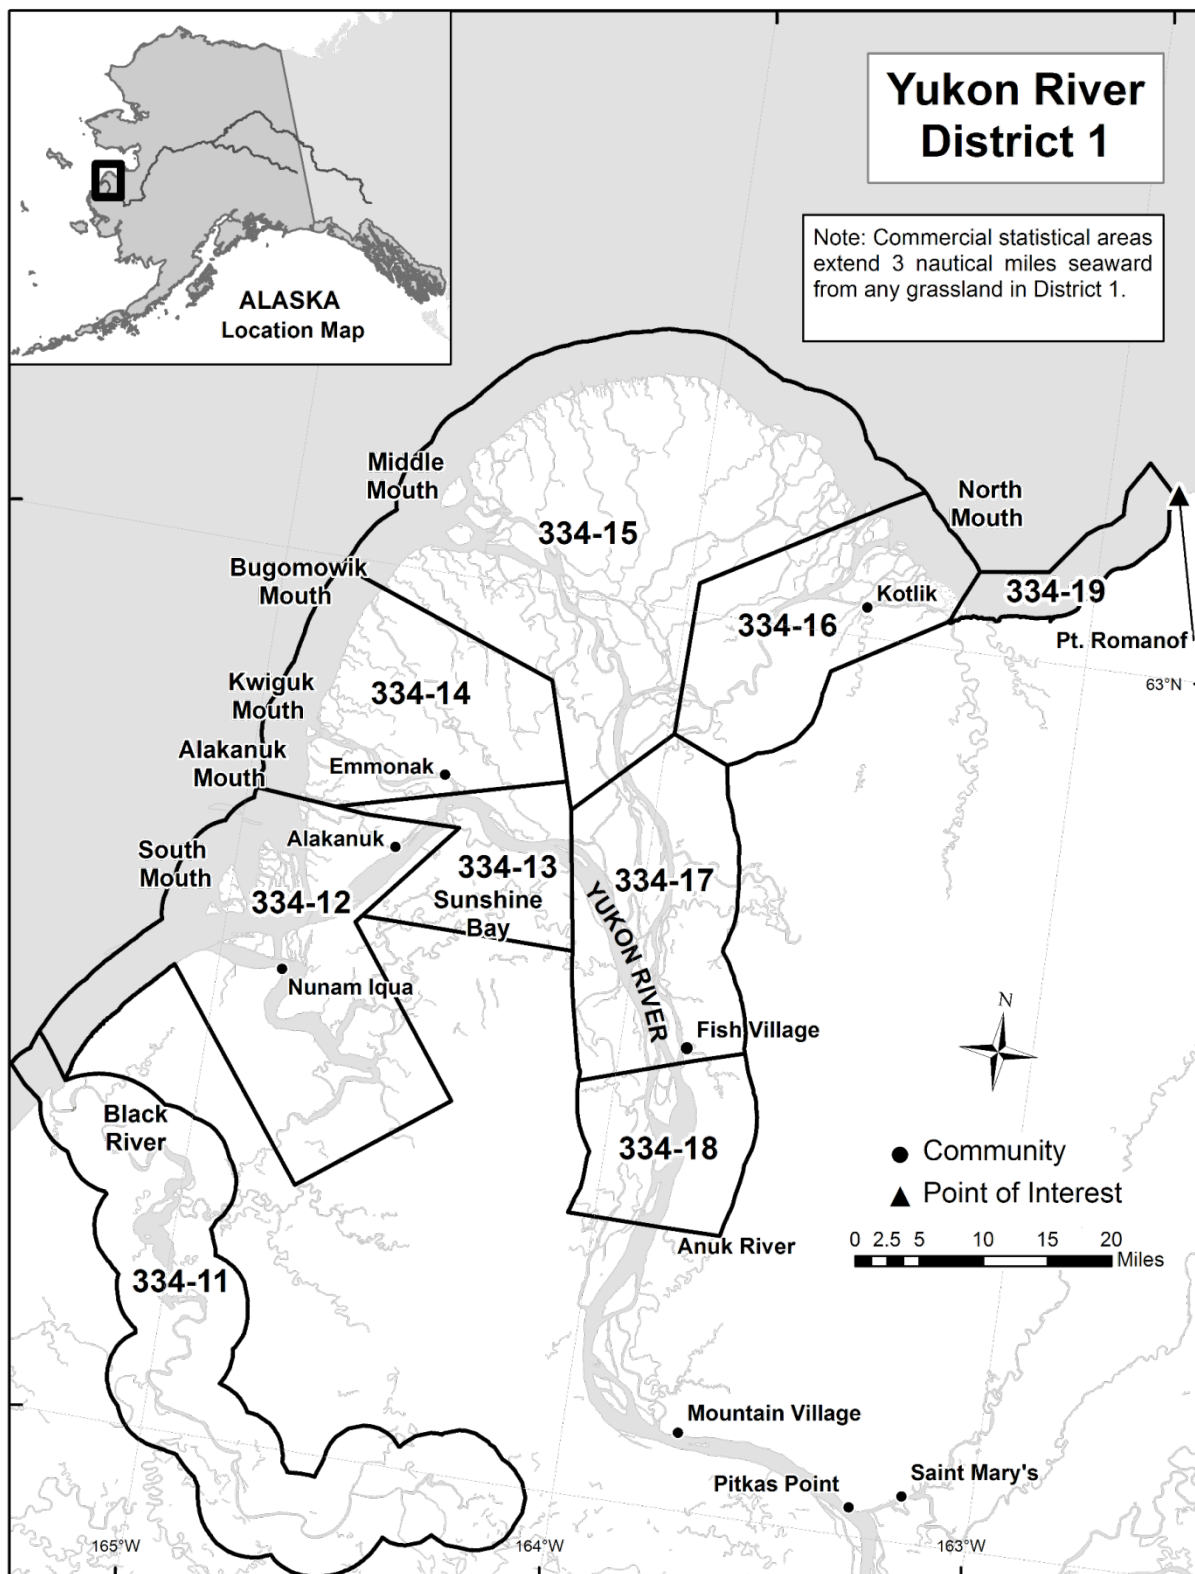 Yukon River
District 1
Note: Commercial statistical areas
extend 3 nautical miles seaward
from any grassland in District 1.
ALASKA
Location Map
Middle
Mouth
334-15
North
Mouth
Bugomowik
Mouth
Kotlik
334-19
334-16
Pt. Romanof
63°N
Kwiguk
Mouth
334-14
Alakanuk
Mouth
Emmonak
South
Mouth
Alakanuk
334-13
Sunshine
Bay
334-17
334-12
YUKON RIVER
Nunam Iqua
N
Fish Village
Black
River
334-18
Community
Point of Interest
Anuk River
0 2.5 5 10 15 20
Miles
334-11
Mountain Village
Pitkas Point
Saint Mary's
165°W
164°W
163°W